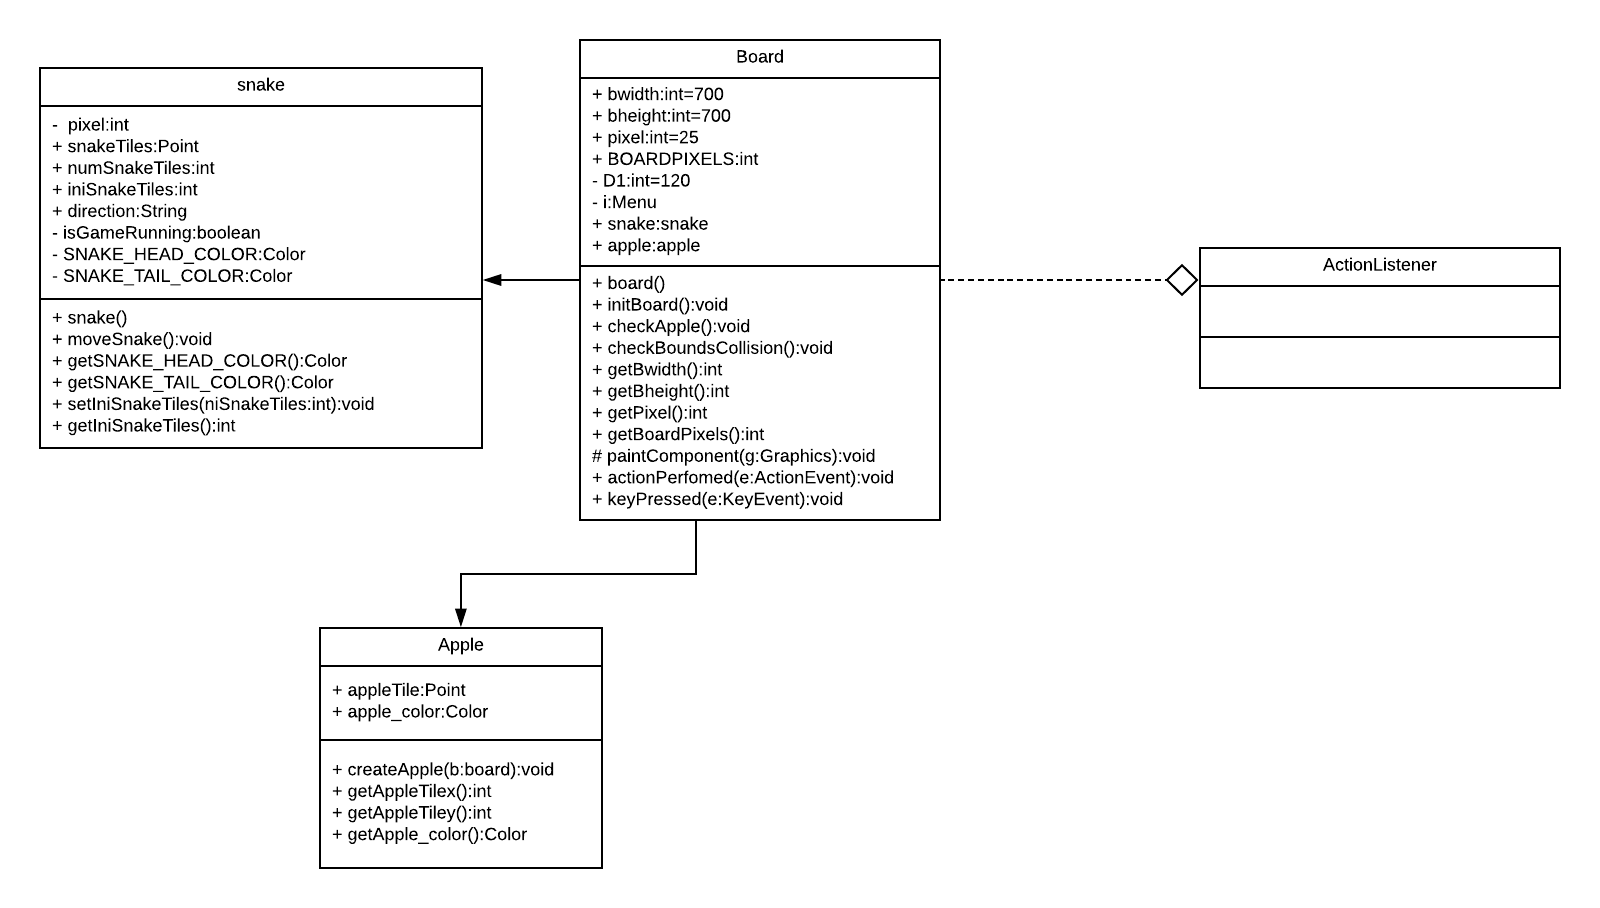 snake
-  pixel:int
+ snakeTiles:Point
+ numSnakeTiles:int
+ iniSnakeTiles:int
+ direction:String
- isGameRunning:boolean
- SNAKE_HEAD_COLOR:Color
- SNAKE_TAIL_COLOR:Color
+ snake()
+ moveSnake():void
+ getSNAKE_HEAD_COLOR():Color
+ getSNAKE_TAIL_COLOR():Color
+ setIniSnakeTiles(niSnakeTiles:int):void
+ getIniSnakeTiles():int
Board
+ bwidth:int=700
+ bheight:int=700
+ pixel:int=25
+ BOARDPIXELS:int
- D1:int=120
- i:Menu
+ snake:snake
+ apple:apple
+ board()
+ initBoard():void
+ checkApple():void
+ checkBoundsCollision():void
+ getBwidth():int
+ getBheight():int
+ getPixel():int
+ getBoardPixels():int
# paintComponent(g:Graphics):void
+ actionPerfomed(e:ActionEvent):void
+ keyPressed(e:KeyEvent):void
ActionListener
Apple
+ appleTile:Point
+ apple_color:Color
+ createApple(b:board):void
+ getAppleTilex():int
+ getAppleTiley():int
+ getApple_color():Color